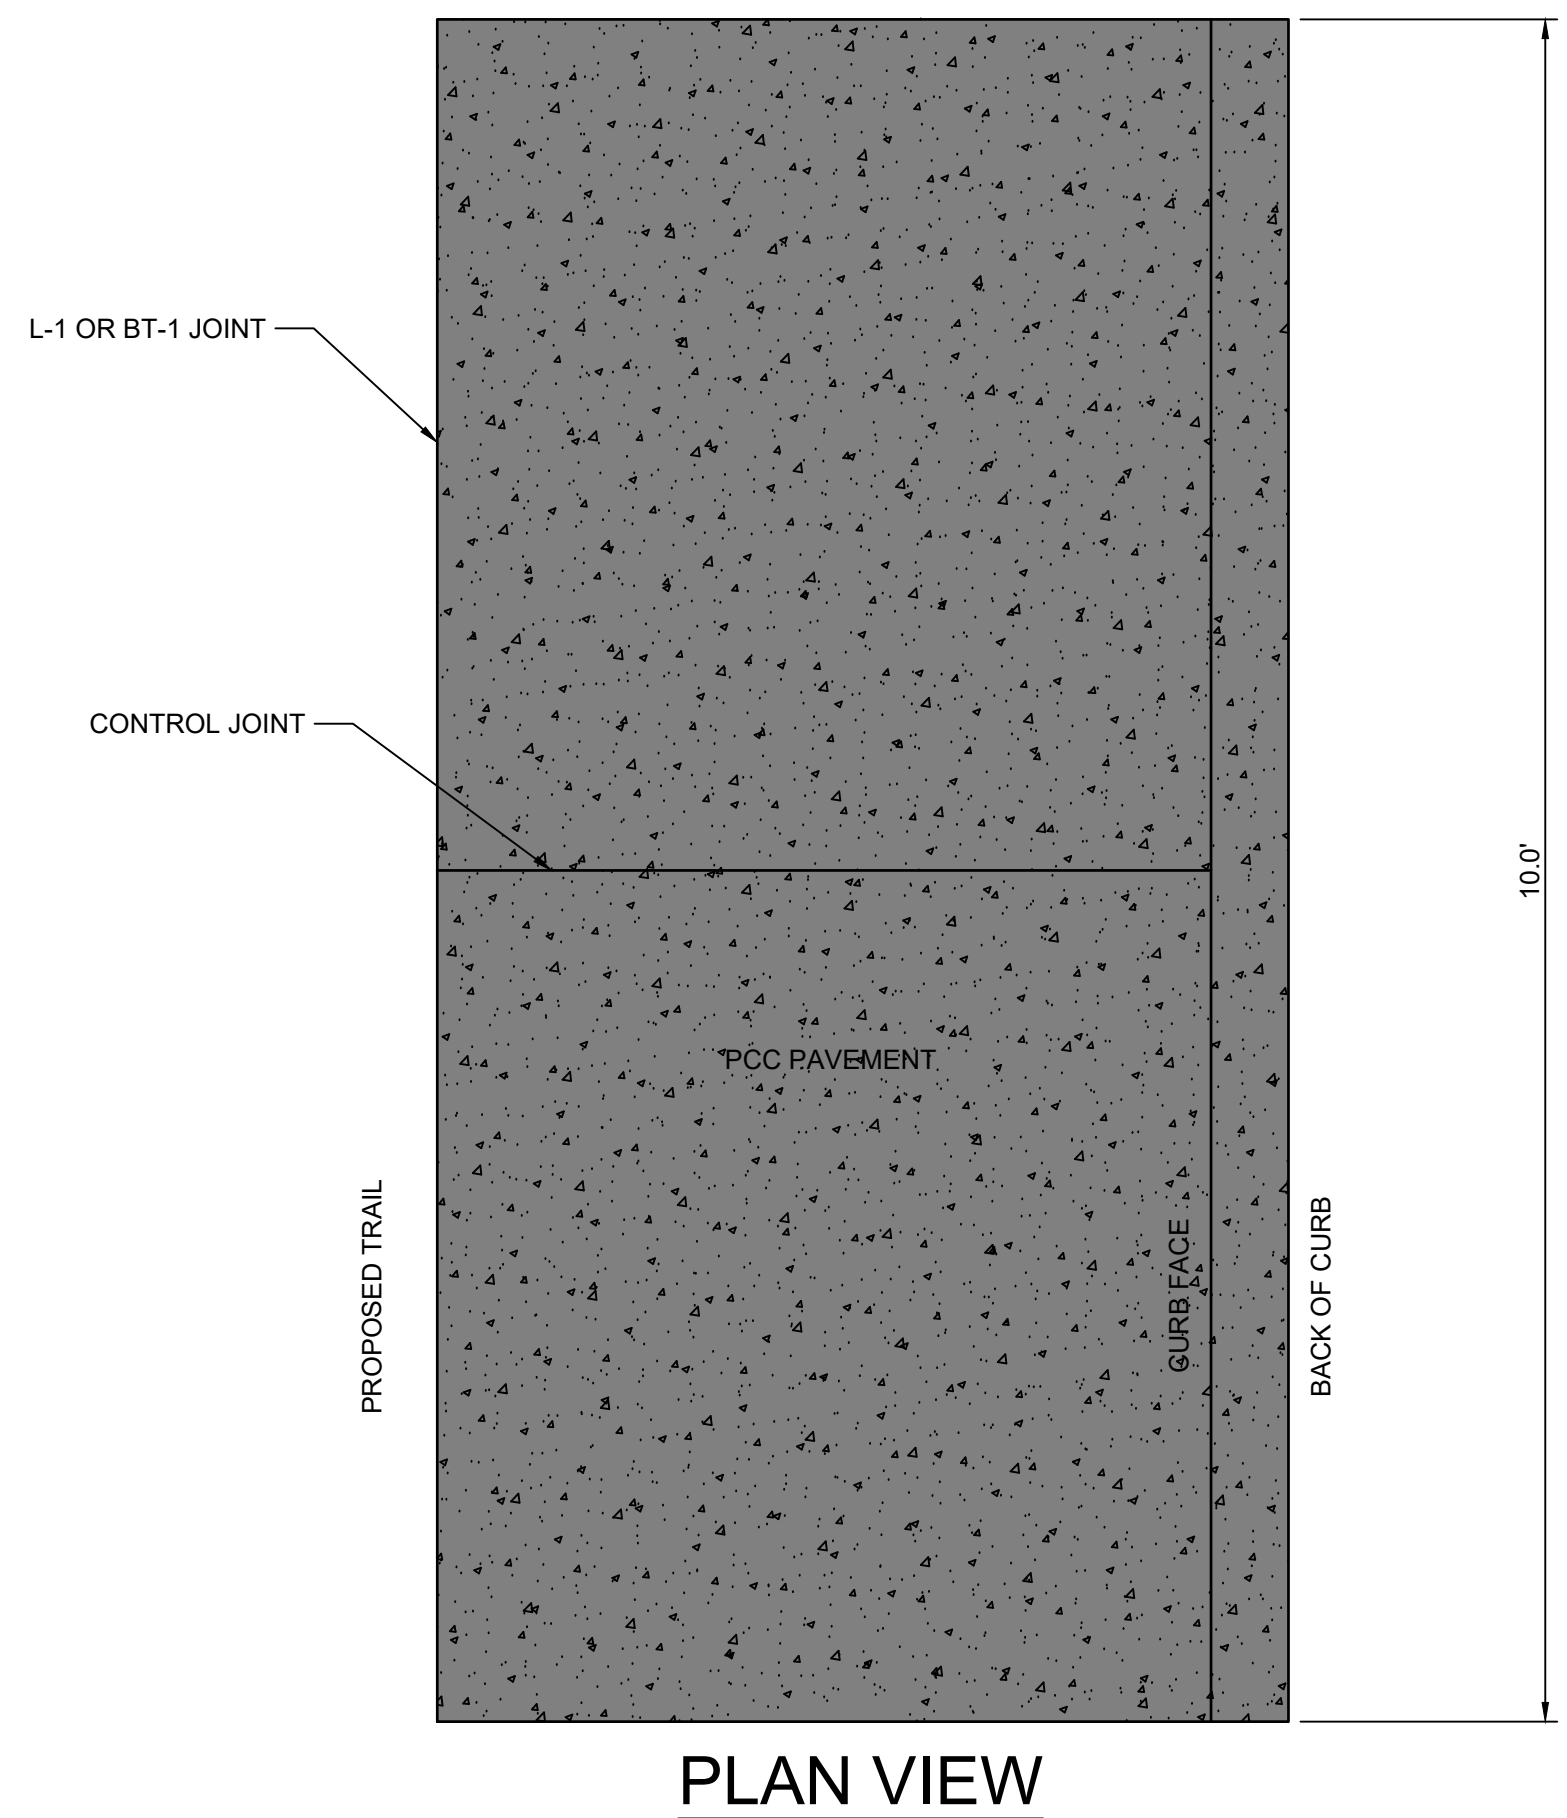 L-1 OR BT-1 JOINT
CONTROL JOINT
10.0'
PCC PAVEMENT
PROPOSED TRAIL
CURB FACE
BACK OF CURB
PLAN VIEW